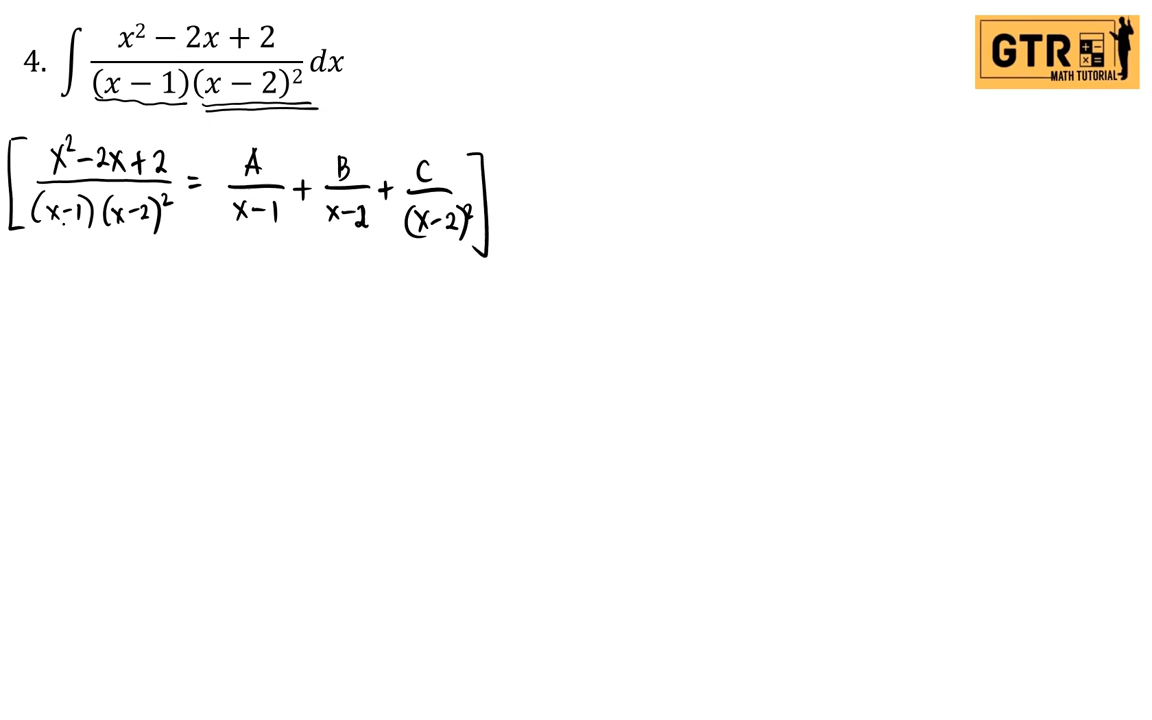 4. ∫ x² − 2x + 2 / (x − 1)(x − 2)² dx
[ x² − 2x + 2 / (x−1)(x−2)² = A / x−1 + B / x−2 + C / (x−2)² ]
GTR
MATH TUTORIAL